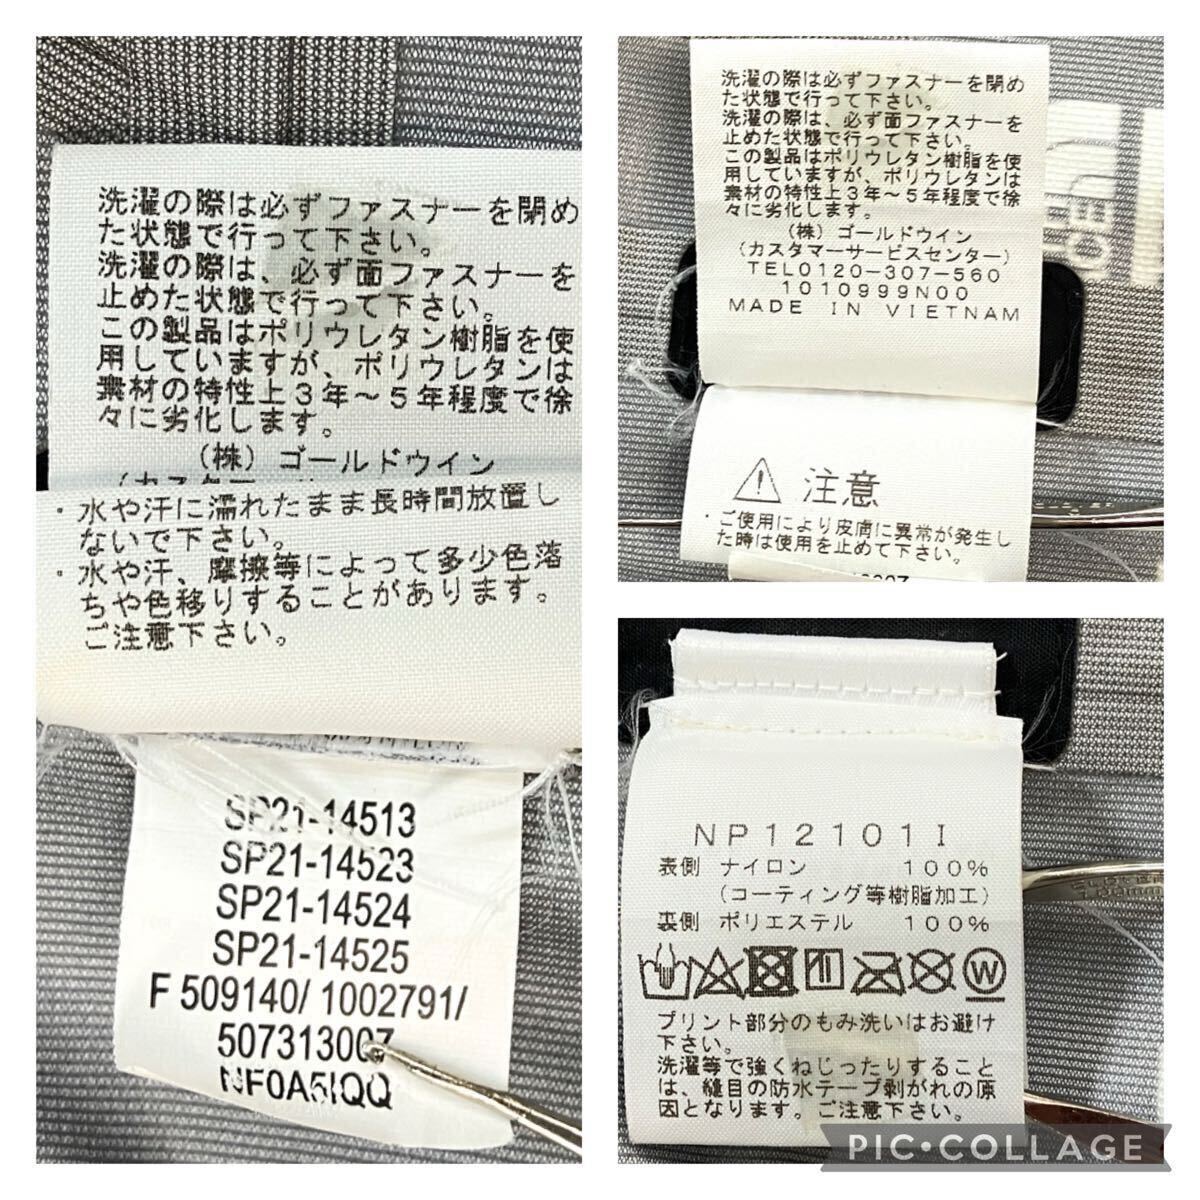 洗濯の際は必ずファスナーを閉め
た状態で行って下さい。
洗濯の際は、必ず面ファスナーを
止めた状態で行って下さい。
この製品はポリウレタン樹脂を使
用していますが、ポリウレタンは
素材の特性上3年～5年程度で徐
々に劣化します。
(株)ゴールドウイン
・水や汗に濡れたまま長時間放置し
ないで下さい。
・水や汗、摩擦等によって多少色落
ちや色移りすることがあります。
ご注意下さい。
SP21-14513
SP21-14523
SP21-14524
SP21-14525
F 509140/ 1002791/
507313007
NF0A5IQQ
洗濯の際は必ずファスナーを閉め
た状態で行って下さい。
洗濯の際は、必ず面ファスナーを
止めた状態で行って下さい。
この製品はポリウレタン樹脂を使
用していますが、ポリウレタンは
素材の特性上3年～5年程度で徐
々に劣化します。
(株)ゴールドウイン
(カスタマーサービスセンター)
TEL0120-307-560
1010999N00
MADE IN VIETNAM
注意
・ご使用により皮膚に異常が発生し
た時は使用を止めて下さい。
NP12101I
表側 ナイロン 100%
(コーティング等樹脂加工)
裏側 ポリエステル 100%
W
プリント部分のもみ洗いはお避け
下さい。
洗濯等で強くねじったりすること
は、縫目の防水テープ剥がれの原
因となります。ご注意下さい。
PIC•COLLAGE